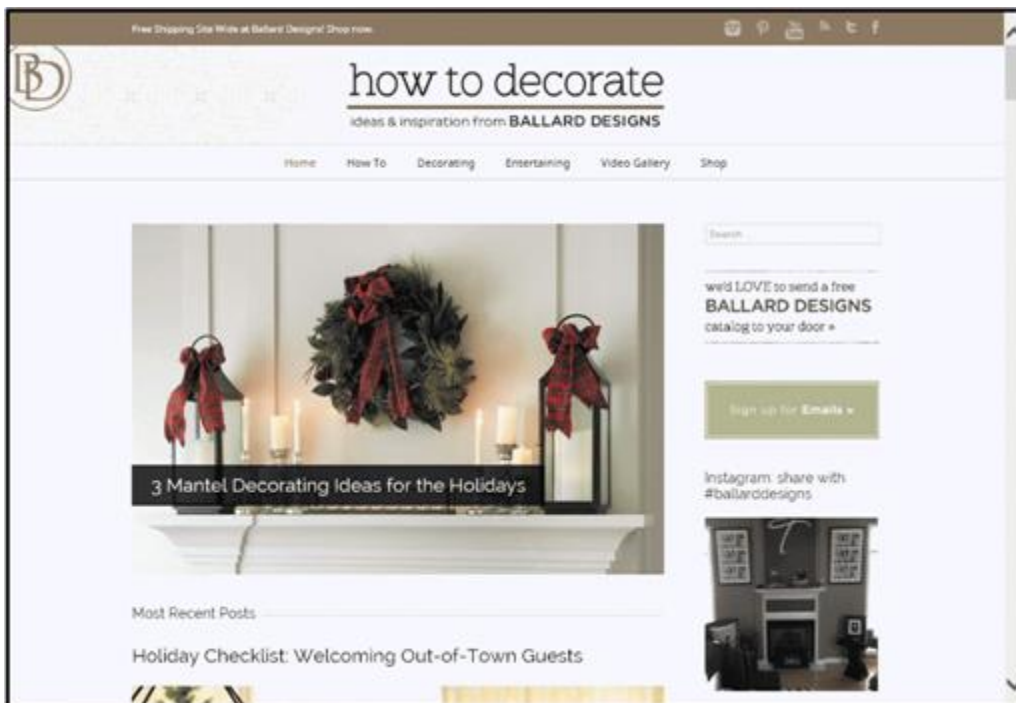 Free Shipping Site Wide at Ballard Designs! Shop now.
BD
how to decorate
ideas & inspiration from BALLARD DESIGNS
Home How To Decorating Entertaining Video Gallery Shop
Search ...
we'd LOVE to send a free
BALLARD DESIGNS
catalog to your door »
Sign up for Emails »
3 Mantel Decorating Ideas for the Holidays
Instagram: share with
#ballarddesigns
Most Recent Posts
Holiday Checklist: Welcoming Out-of-Town Guests